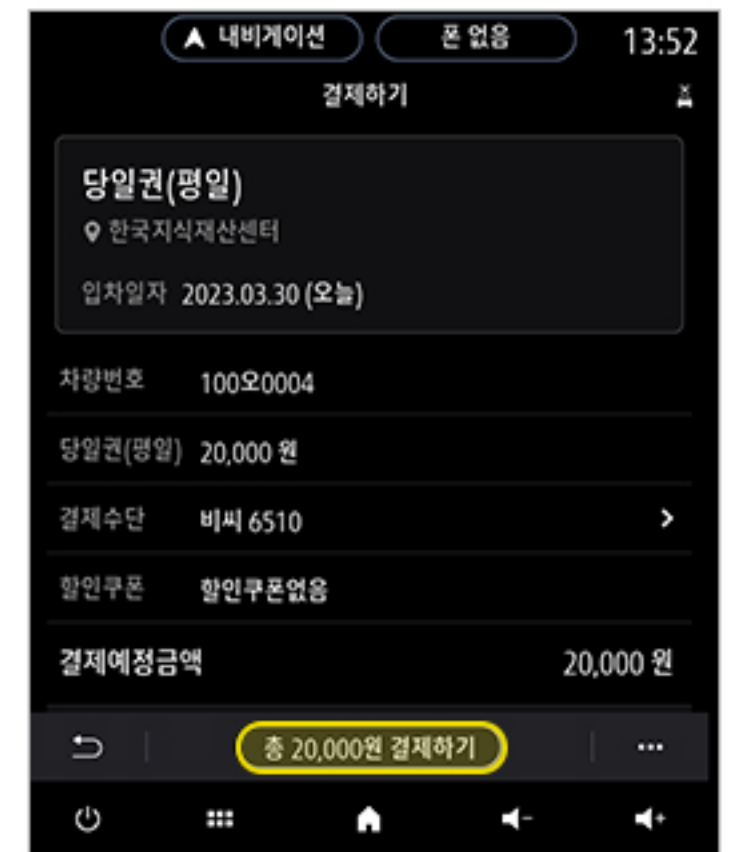 내비게이션 폰 없음 13:52
결제하기
당일권(평일)
한국지식재산센터
입차일자 2023.03.30 (오늘)
차량번호 100오0004
당일권(평일) 20,000 원
결제수단 비씨 6510
할인쿠폰 할인쿠폰없음
결제예정금액 20,000 원
총 20,000원 결제하기